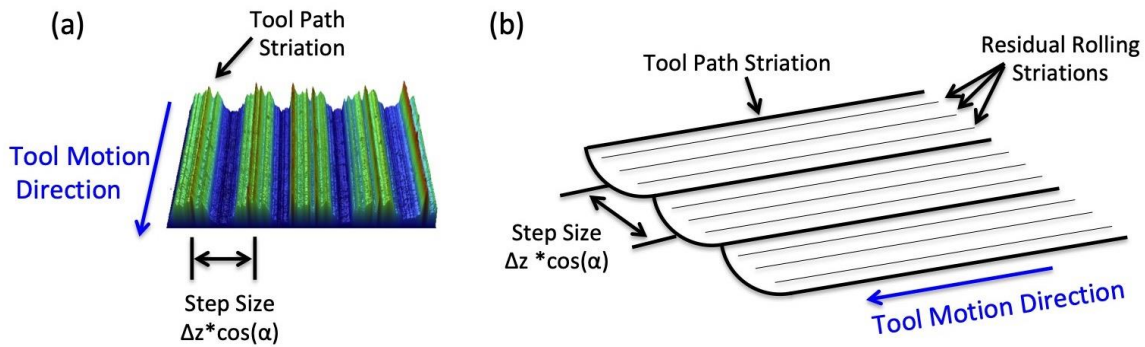 (a)
Tool Path
Striation
Tool Motion
Direction
Step Size
Δz*cos(α)
(b)
Tool Path Striation
Residual Rolling
Striations
Step Size
Δz *cos(α)
Tool Motion Direction